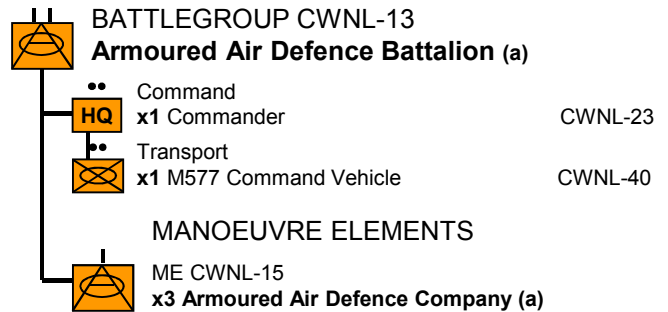 BATTLEGROUP CWNL-13
Armoured Air Defence Battalion (a)
Command
HQ x1 Commander CWNL-23
Transport
x1 M577 Command Vehicle CWNL-40
MANOEUVRE ELEMENTS
ME CWNL-15
x3 Armoured Air Defence Company (a)